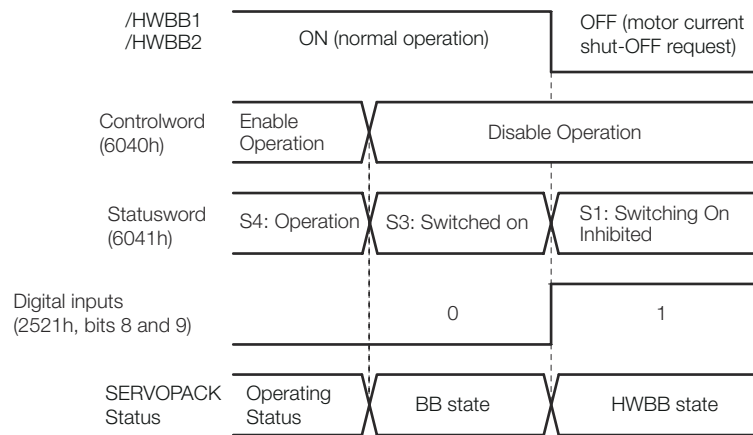 /HWBB1
/HWBB2
ON (normal operation)
OFF (motor current
shut-OFF request)
Controlword
(6040h)
Enable
Operation
Disable Operation
Statusword
(6041h)
S4: Operation
S3: Switched on
S1: Switching On
Inhibited
Digital inputs
(2521h, bits 8 and 9)
0
1
SERVOPACK
Status
Operating
Status
BB state
HWBB state